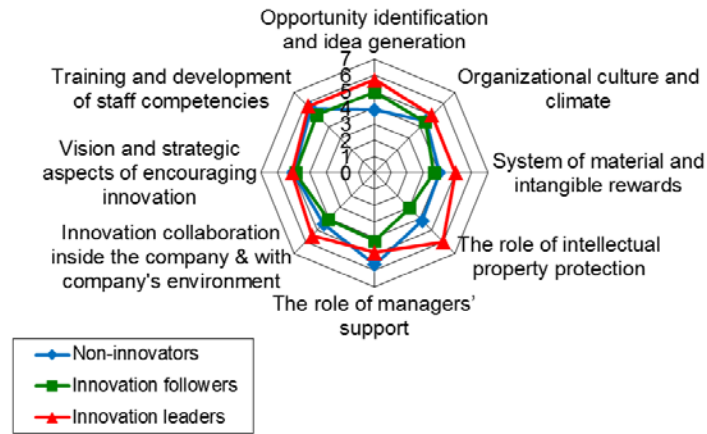 Opportunity identification
and idea generation
7
6
5
4
3
2
1
0
Organizational culture and
climate
System of material and
intangible rewards
The role of intellectual
property protection
The role of managers'
support
Innovation collaboration
inside the company & with
company's environment
Vision and strategic
aspects of encouraging
innovation
Training and development
of staff competencies
Non-innovators
Innovation followers
Innovation leaders